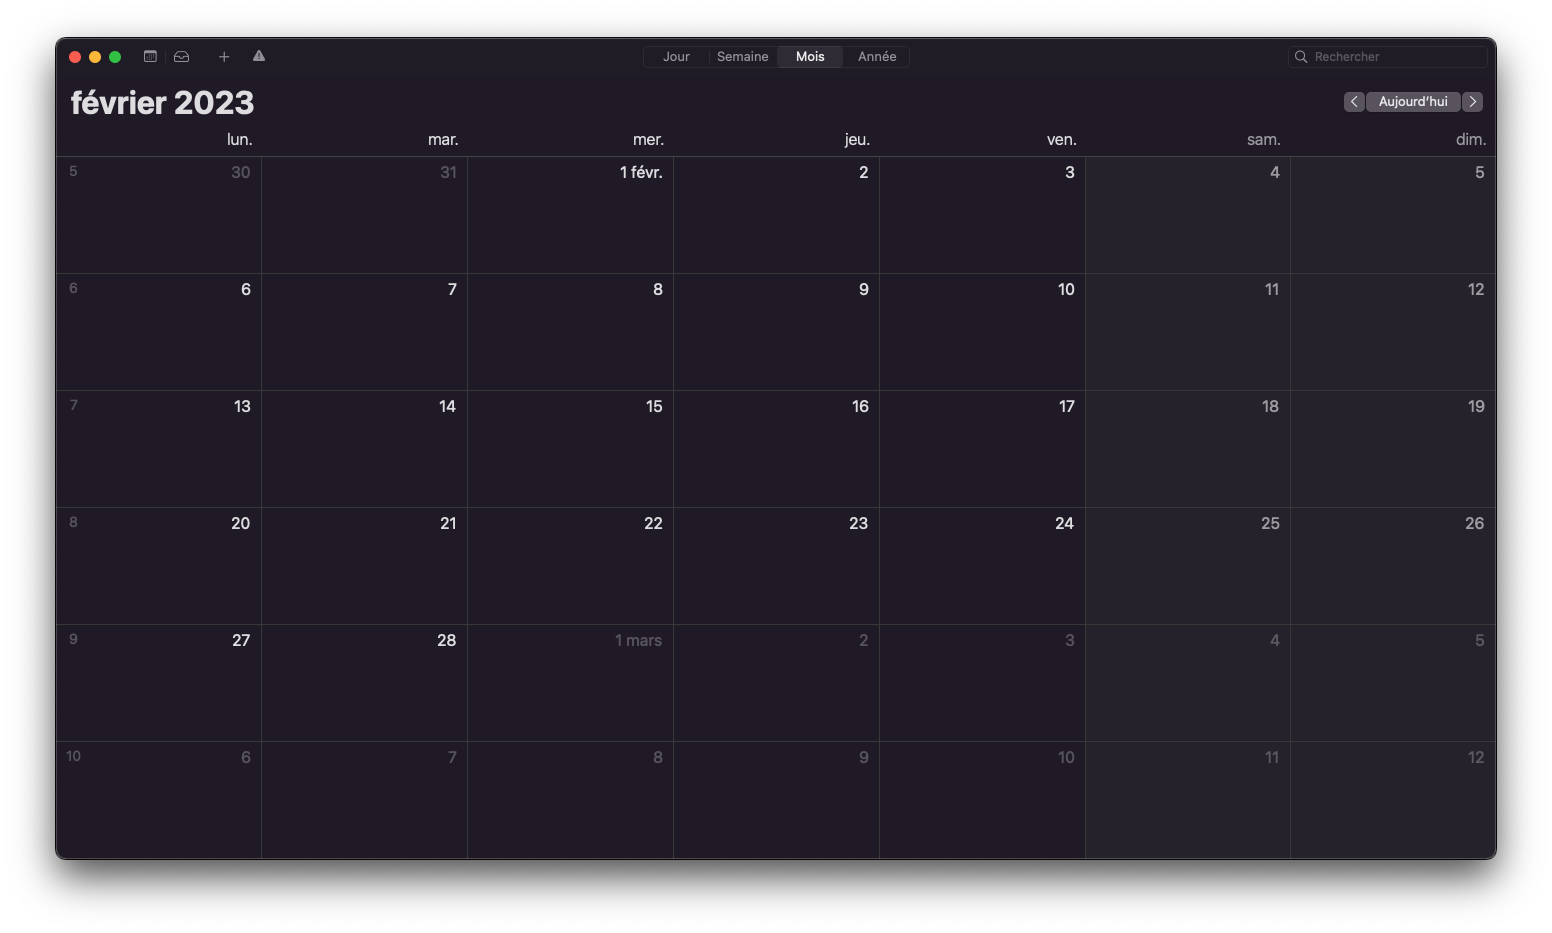 Jour Semaine Mois Année Rechercher
février 2023 Aujourd'hui
lun. mar. mer. jeu. ven. sam. dim.
5 30 31 1 févr. 2 3 4 5
6 6 7 8 9 10 11 12
7 13 14 15 16 17 18 19
8 20 21 22 23 24 25 26
9 27 28 1 mars 2 3 4 5
10 6 7 8 9 10 11 12